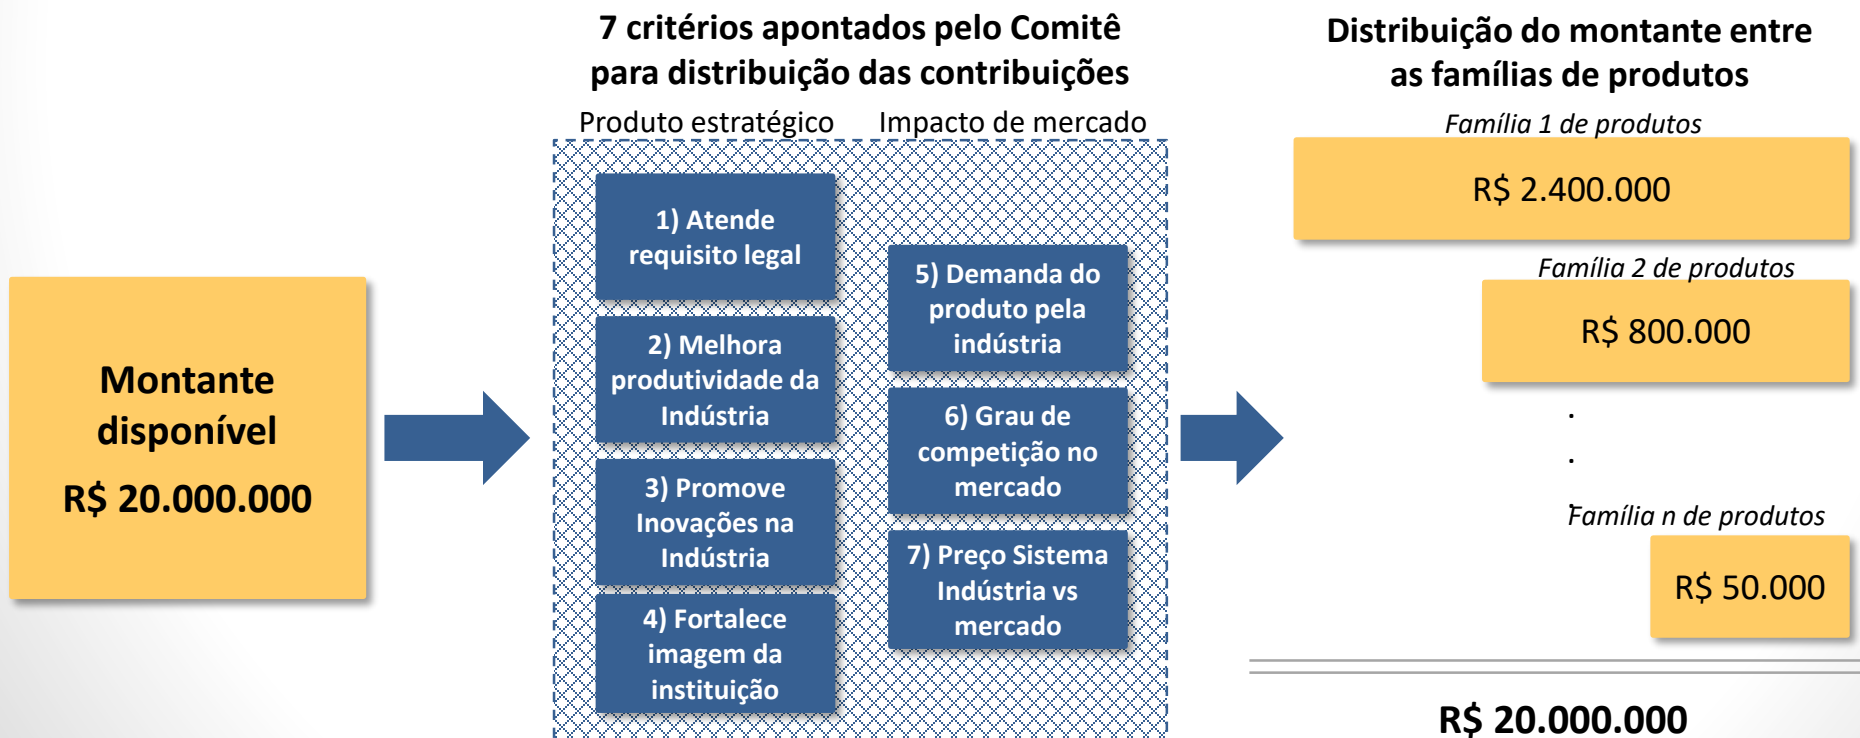 Montante
disponível
R$ 20.000.000
7 critérios apontados pelo Comitê
para distribuição das contribuições
Produto estratégico
1) Atende
requisito legal
2) Melhora
produtividade da
Indústria
3) Promove
Inovações na
Indústria
4) Fortalece
imagem da
instituição
Impacto de mercado
5) Demanda do
produto pela
indústria
6) Grau de
competição no
mercado
7) Preço Sistema
Indústria vs
mercado
Distribuição do montante entre
as famílias de produtos
Família 1 de produtos
R$ 2.400.000
Família 2 de produtos
R$ 800.000
.
.
.
Família n de produtos
R$ 50.000
R$ 20.000.000